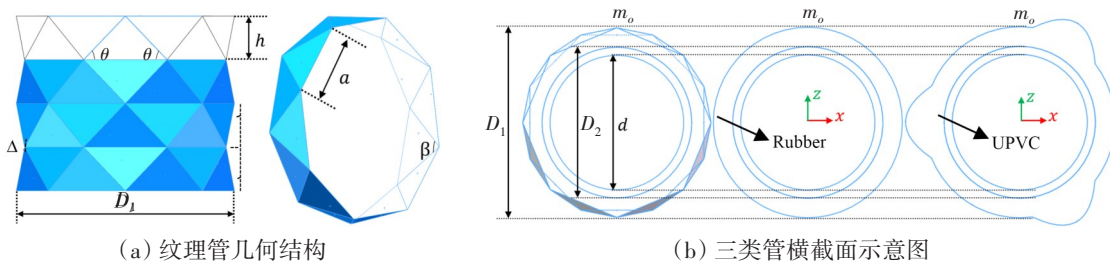 h
θ θ
Δ
D₁
a
β
(a) 纹理管几何结构
mₒ mₒ mₒ
D₁
D₂
d
z
x
Rubber
z
x
UPVC
(b) 三类管横截面示意图